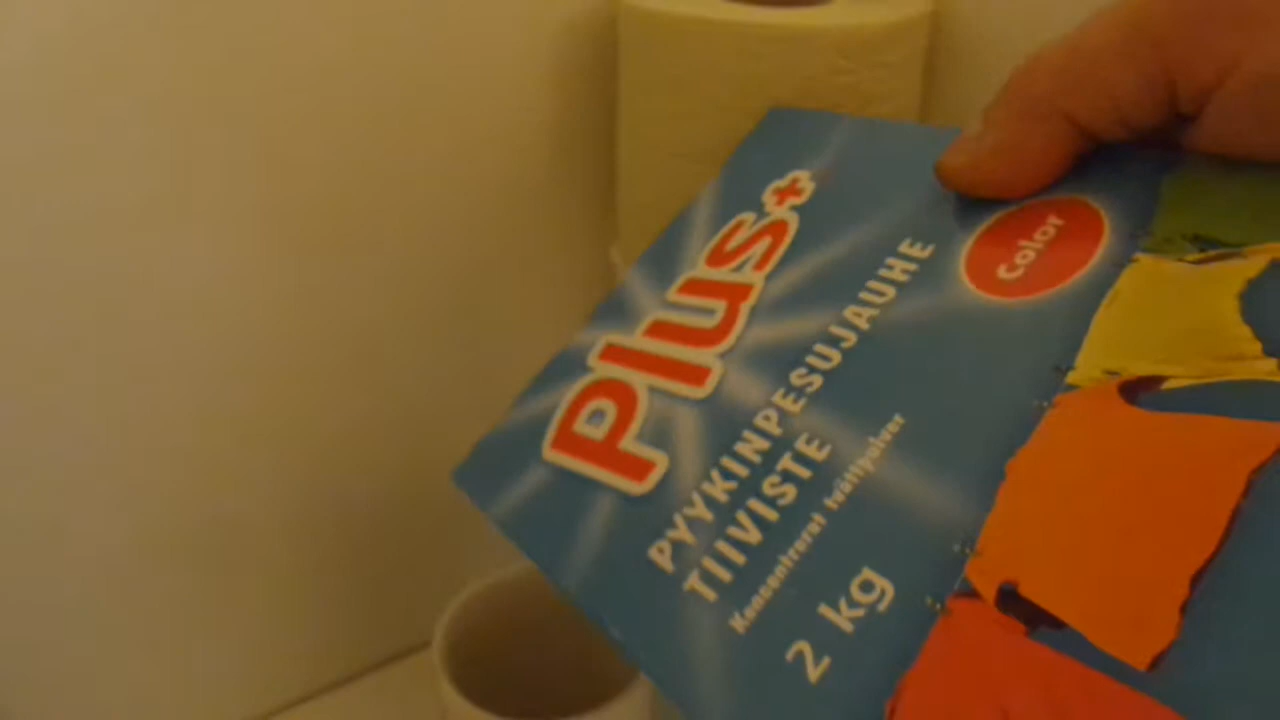 Plus+
PYYKINPESUJAUHE
TIIVISTE
Koncentrerat tvättpulver
2 kg
Color